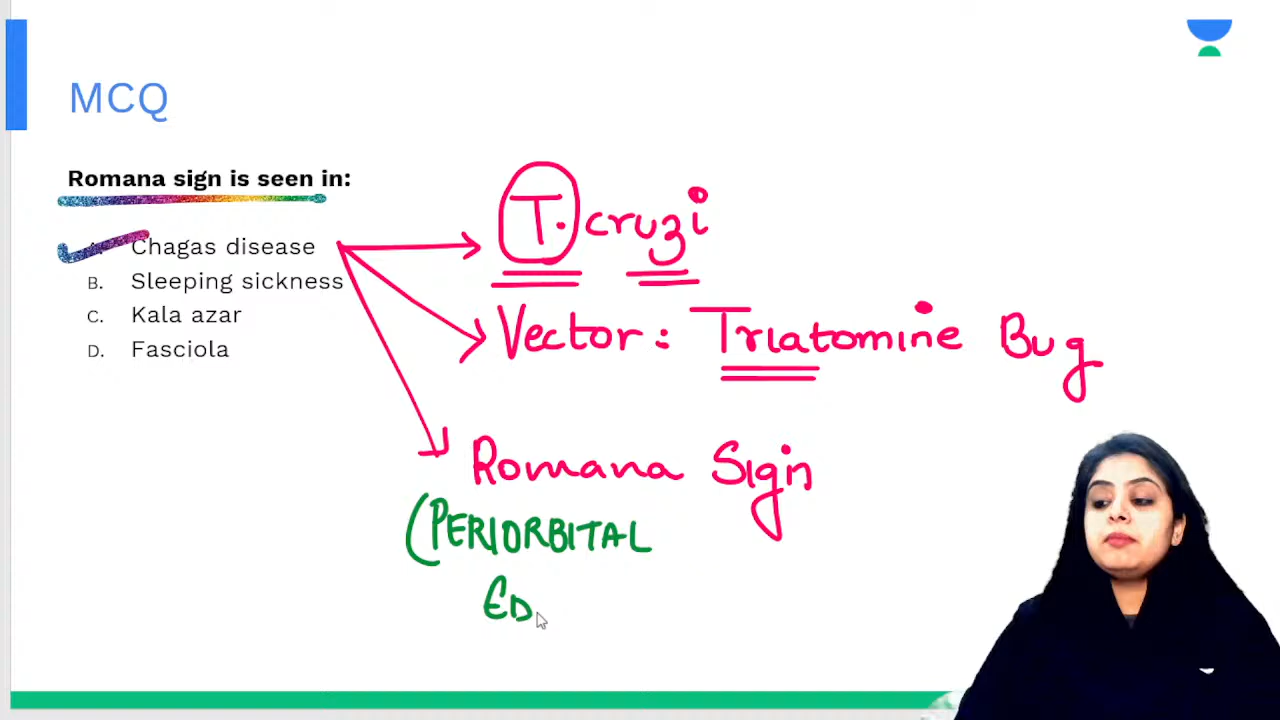 MCQ
Romana sign is seen in:
A. Chagas disease
B. Sleeping sickness
C. Kala azar
D. Fasciola
T. cruzi
Vector: Triatomine Bug
Romana Sign
(PERIORBITAL
ED